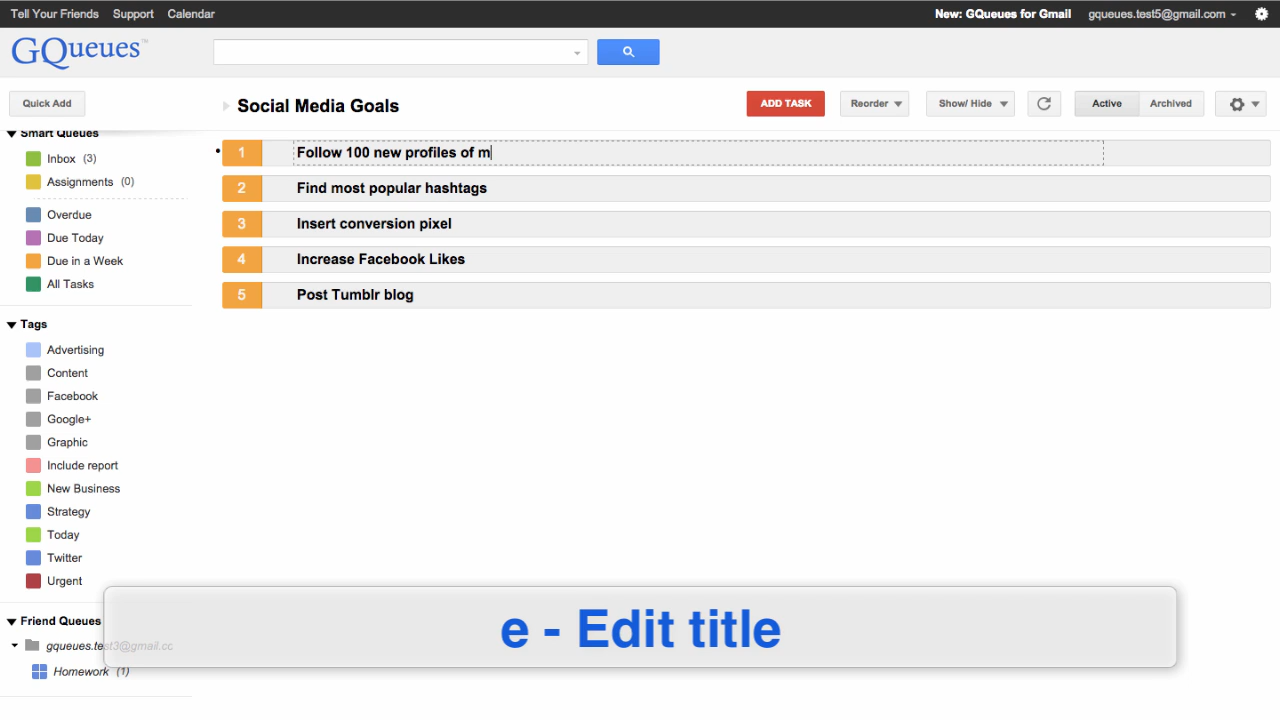 Tell Your Friends Support Calendar New: GQueues for Gmail gqueues.test5@gmail.com
GQueues™
Quick Add Social Media Goals ADD TASK Reorder Show/ Hide Active Archived
Smart Queues
Inbox (3)
Assignments (0)
Overdue
Due Today
Due in a Week
All Tasks
Tags
Advertising
Content
Facebook
Google+
Graphic
Include report
New Business
Strategy
Today
Twitter
Urgent
Friend Queues
gqueues.test3@gmail.cc
Homework (1)
1 Follow 100 new profiles of m
2 Find most popular hashtags
3 Insert conversion pixel
4 Increase Facebook Likes
5 Post Tumblr blog
e - Edit title